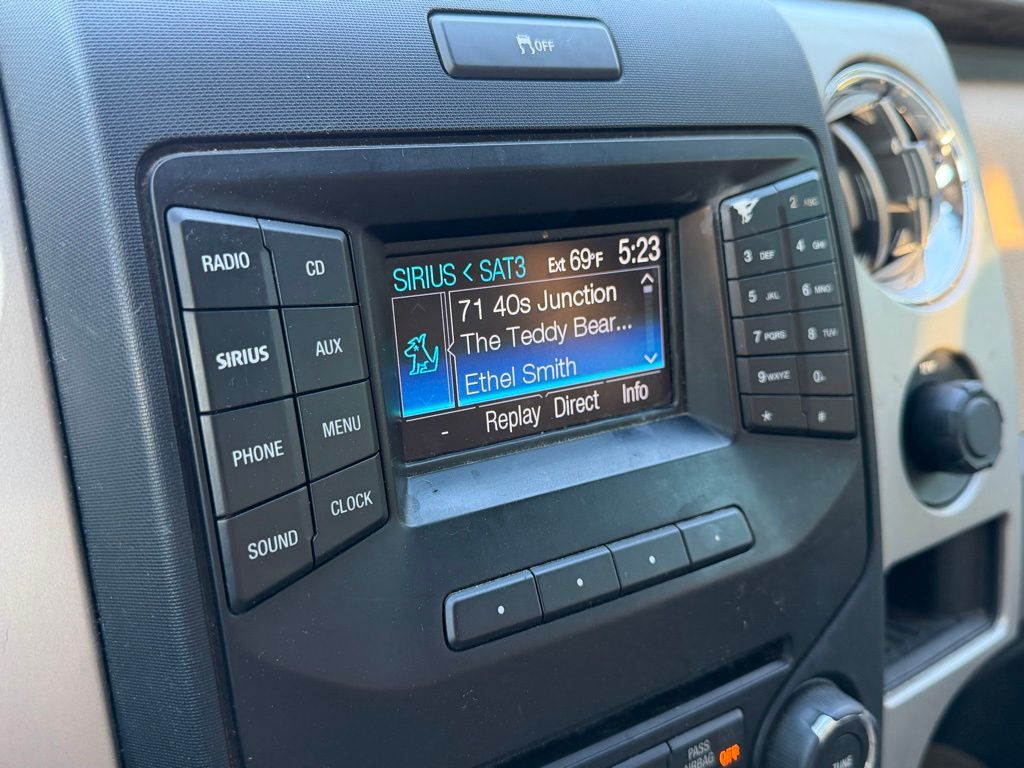 OFF
RADIO
CD
SIRIUS
AUX
PHONE
MENU
SOUND
CLOCK
SIRIUS < SAT3 Ext 69°F 5:23
71 40s Junction
The Teddy Bear...
Ethel Smith
- Replay Direct Info
2 ABC
3 DEF
4 GHI
5 JKL
6 MNO
7 PQRS
8 TUV
9 WXYZ
0
*
#
PASS
AIRBAG OFF
TUNE